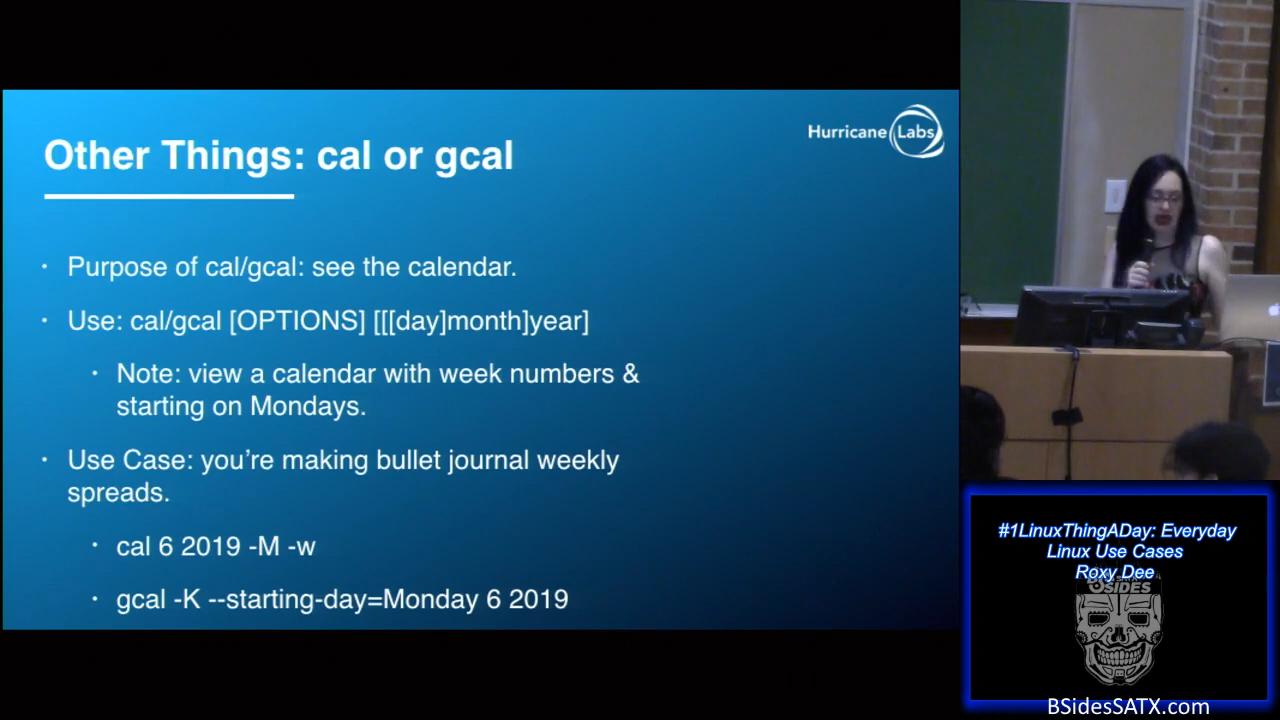 Other Things: cal or gcal
Hurricane Labs
• Purpose of cal/gcal: see the calendar.
• Use: cal/gcal [OPTIONS] [[[day]month]year]
• Note: view a calendar with week numbers &
starting on Mondays.
• Use Case: you’re making bullet journal weekly
spreads.
• cal 6 2019 -M -w
• gcal -K --starting-day=Monday 6 2019
#1LinuxThingADay: Everyday
Linux Use Cases
Roxy Dee
BSIDES
BSidesSATX.com